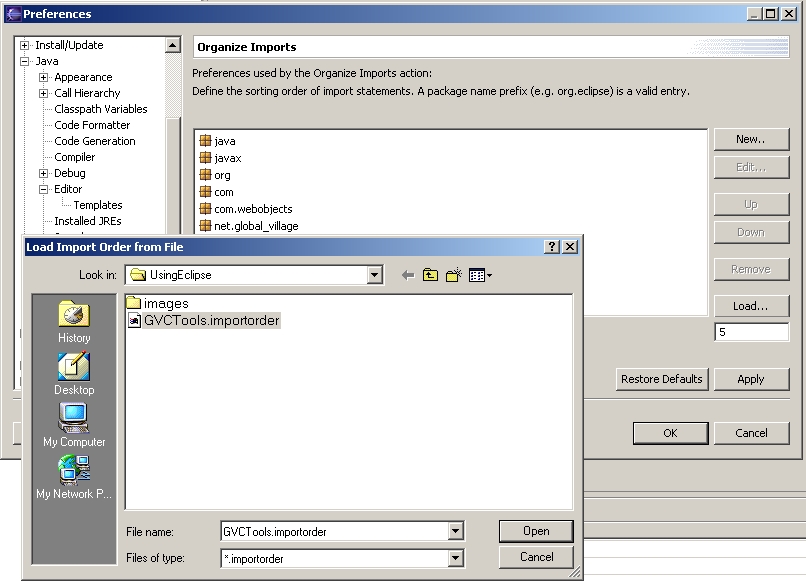 Preferences
Install/Update
Java
Appearance
Call Hierarchy
Classpath Variables
Code Formatter
Code Generation
Compiler
Debug
Editor
Templates
Installed JREs
Organize Imports
Preferences used by the Organize Imports action:
Define the sorting order of import statements. A package name prefix (e.g. org.eclipse) is a valid entry.
java
javax
org
com
com.webobjects
net.global_village
New..
Edit...
Up
Down
Remove
Load...
5
Restore Defaults
Apply
OK
Cancel
Load Import Order from File
Look in:
UsingEclipse
History
Desktop
My Computer
My Network P...
images
GVCTools.importorder
File name:
GVCTools.importorder
Open
Files of type:
*.importorder
Cancel